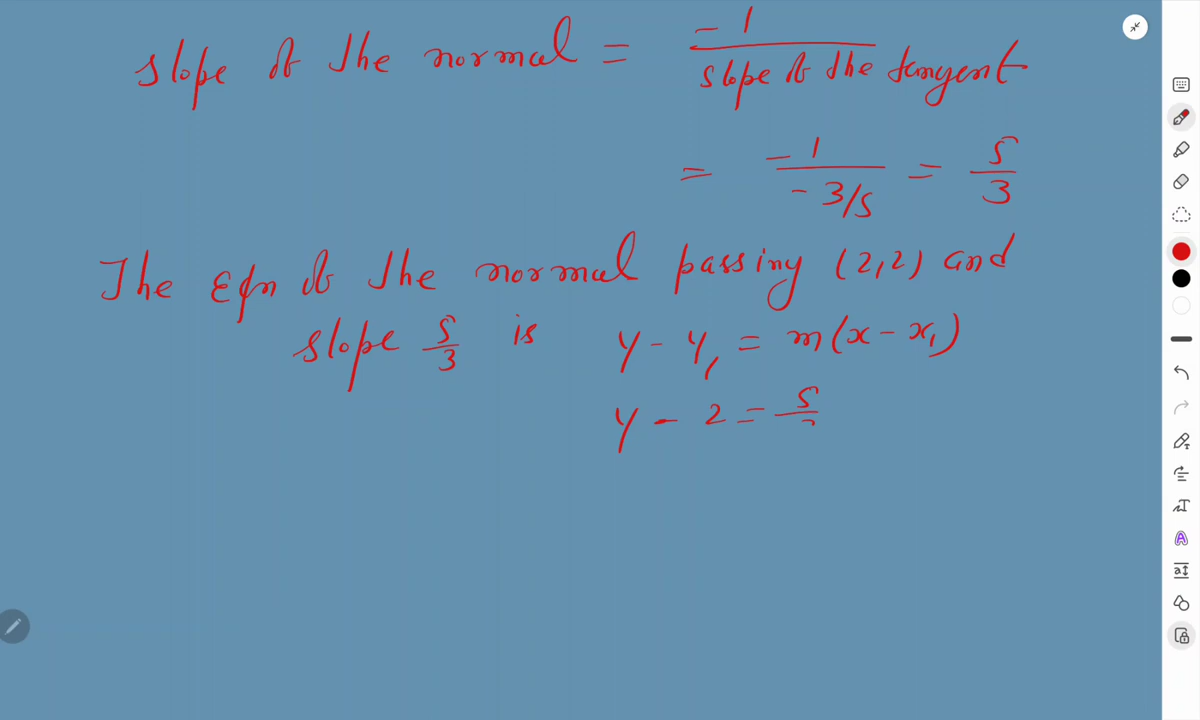 slope of the normal = -1 / slope of the tangent
= -1 / -3/5 = 5/3
The Eqn of the normal passing (2,2) and
slope 5/3 is y - y₁ = m(x - x₁)
y - 2 = 5/